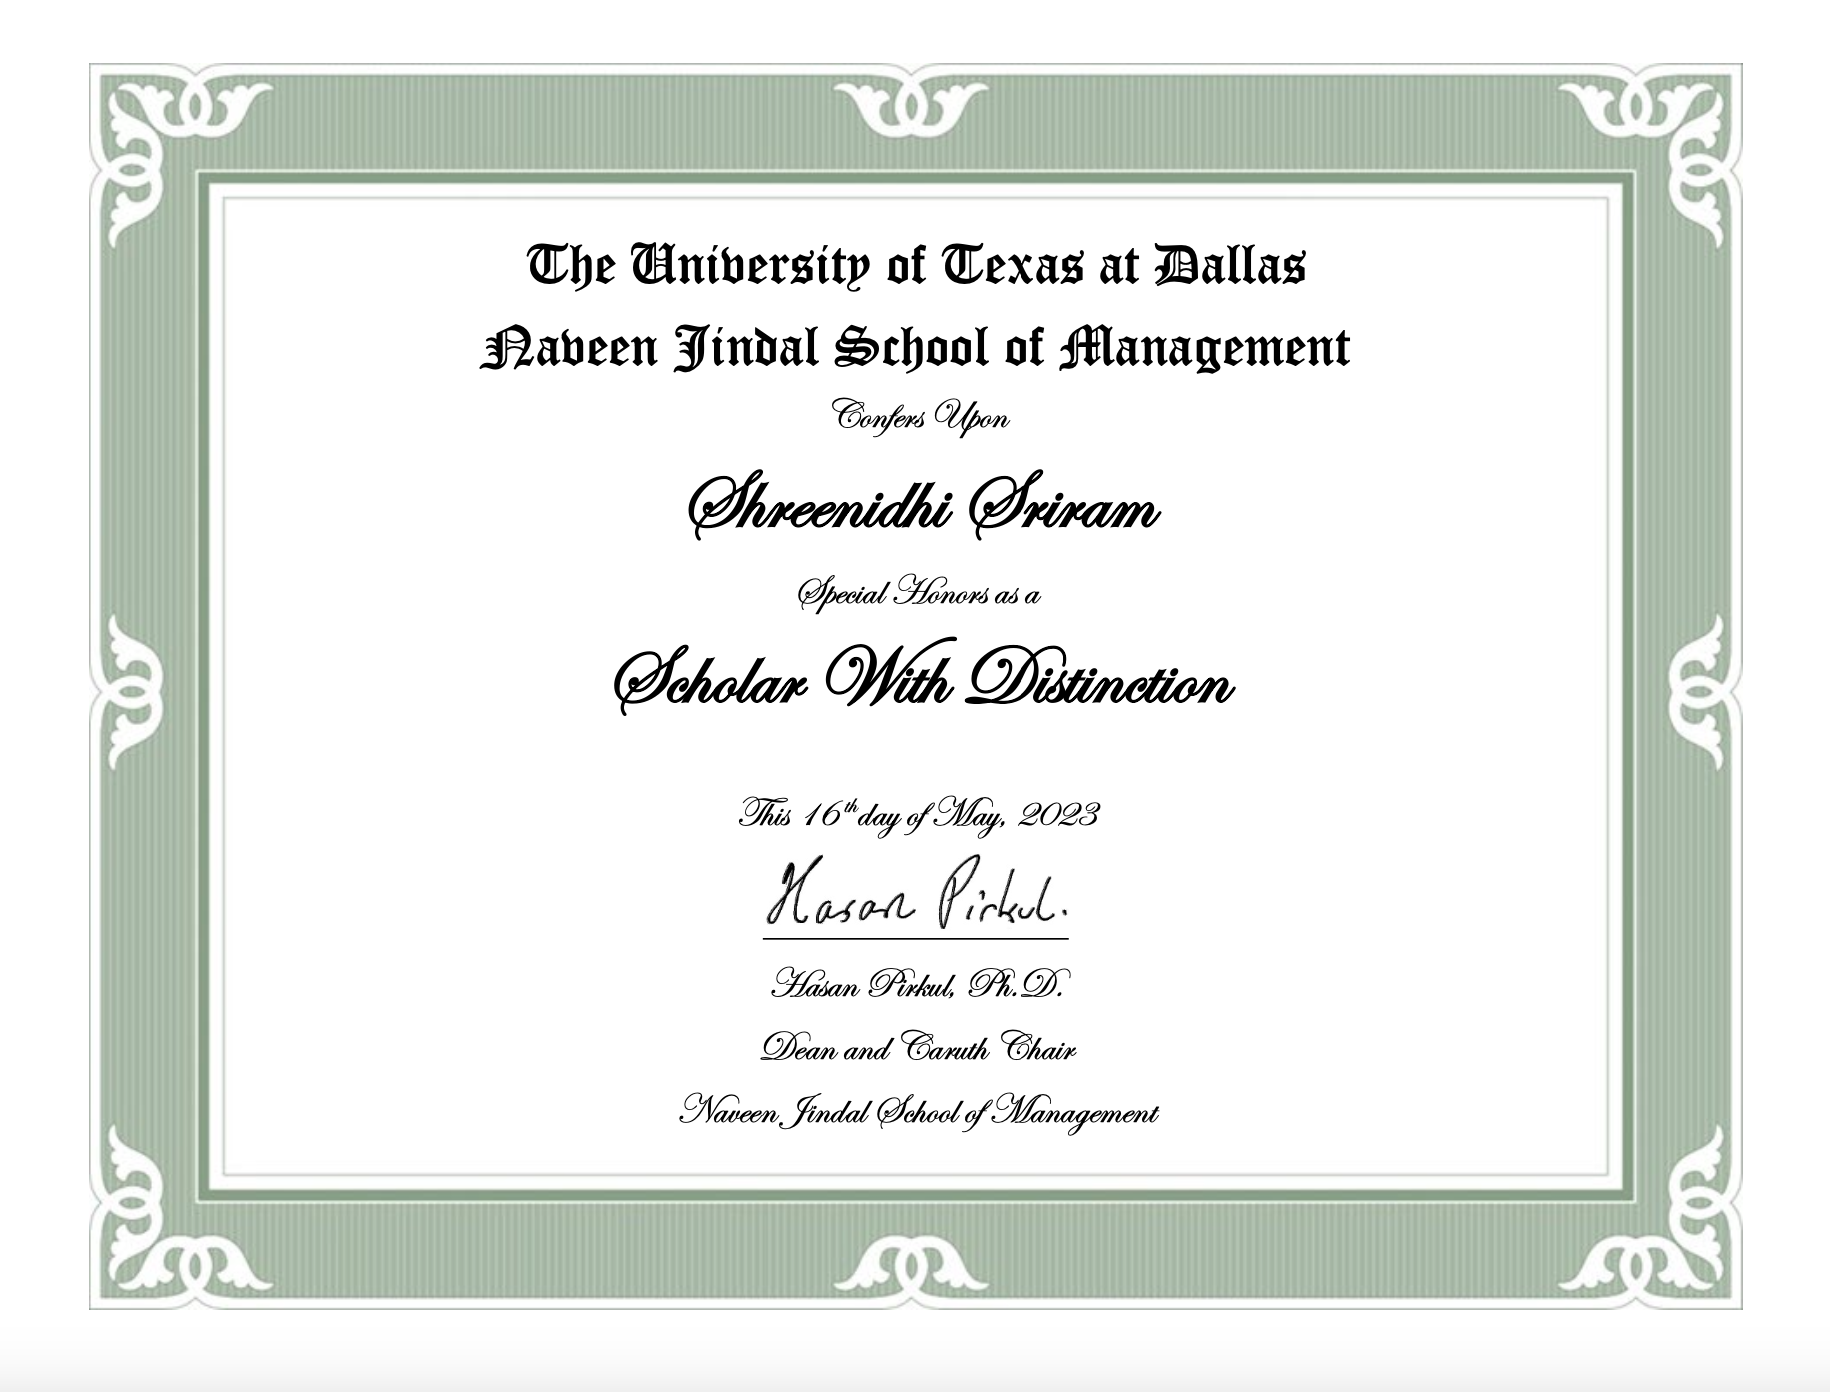 The University of Texas at Dallas
Naveen Jindal School of Management
Confers Upon
Shreenidhi Sriram
Special Honors as a
Scholar With Distinction
This 16th day of May, 2023
Hasan Pirkul.
Hasan Pirkul, Ph.D.
Dean and Caruth Chair
Naveen Jindal School of Management